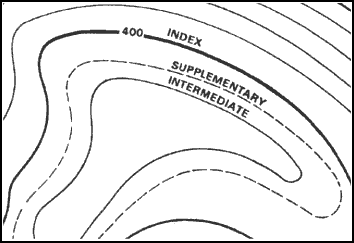 400 INDEX
SUPPLEMENTARY
INTERMEDIATE